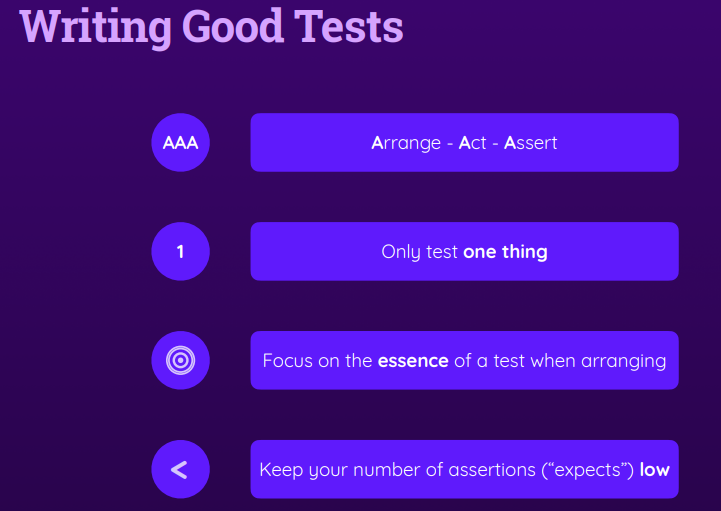 Writing Good Tests
AAA
Arrange - Act - Assert
1
Only test one thing
Focus on the essence of a test when arranging
<
Keep your number of assertions (“expects”) low